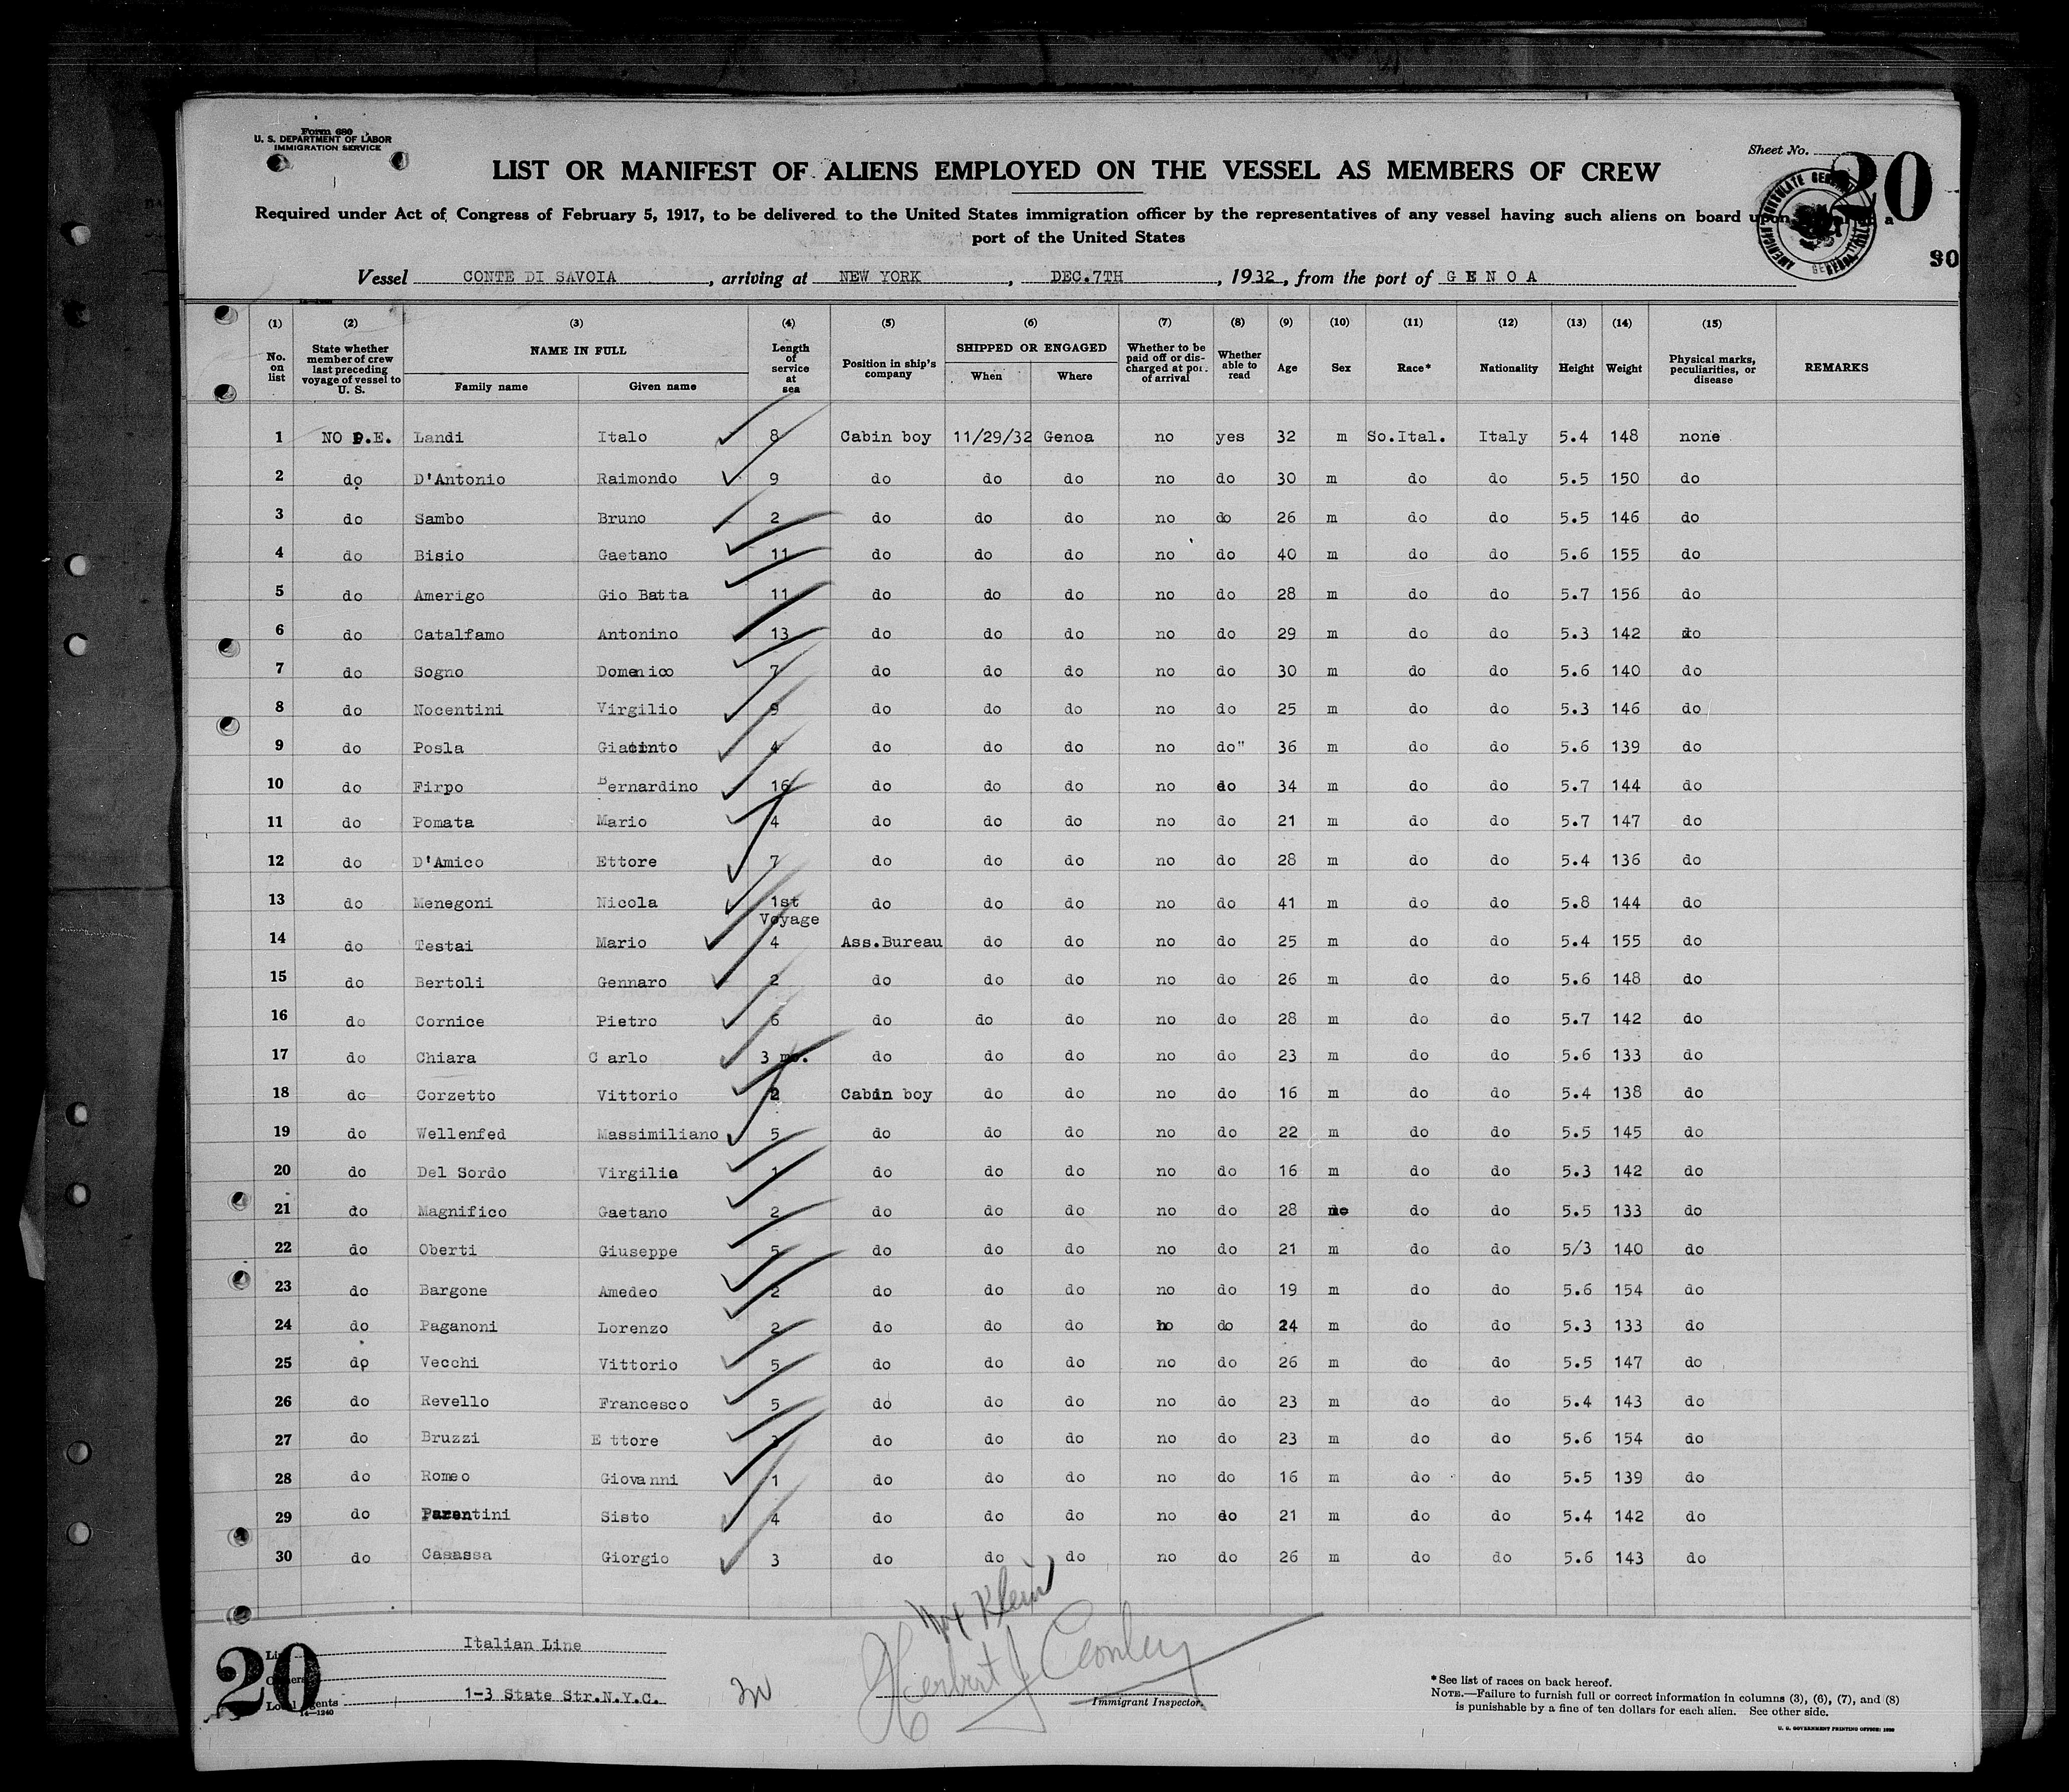 Form 680
U. S. DEPARTMENT OF LABOR
IMMIGRATION SERVICE
Sheet No. 20
LIST OR MANIFEST OF ALIENS EMPLOYED ON THE VESSEL AS MEMBERS OF CREW
Required under Act of Congress of February 5, 1917, to be delivered to the United States immigration officer by the representatives of any vessel having such aliens on board upon a
port of the United States
30
Vessel CONTE DI SAVOIA, arriving at NEW YORK, DEC.7TH, 1932, from the port of GENOA
(1) (2) (3) (4) (5) (6) (7) (8) (9) (10) (11) (12) (13) (14) (15)
No. on list State whether member of crew last preceding voyage of vessel to U. S. NAME IN FULL Family name Given name Length of service at sea Position in ship's company SHIPPED OR ENGAGED When Where Whether to be paid off or discharged at port of arrival Whether able to read Age Sex Race* Nationality Height Weight Physical marks, peculiarities, or disease REMARKS
1 NO P.E. Landi Italo 8 Cabin boy 11/29/32 Genoa no yes 32 m So.Ital. Italy 5.4 148 none
2 do D'Antonio Raimondo 9 do do do no do 30 m do do 5.5 150 do
3 do Sambo Bruno 2 do do do no do 26 m do do 5.5 146 do
4 do Bisio Gaetano 11 do do do no do 40 m do do 5.6 155 do
5 do Amerigo Gio Batta 11 do do do no do 28 m do do 5.7 156 do
6 do Catalfamo Antonino 13 do do do no do 29 m do do 5.3 142 do
7 do Sogno Domenico 7 do do do no do 30 m do do 5.6 140 do
8 do Nocentini Virgilio 9 do do do no do 25 m do do 5.3 146 do
9 do Posla Giacinto 4 do do do no do" 36 m do do 5.6 139 do
10 do Firpo Bernardino 16 do do do no do 34 m do do 5.7 144 do
11 do Pomata Mario 4 do do do no do 21 m do do 5.7 147 do
12 do D'Amico Ettore 7 do do do no do 28 m do do 5.4 136 do
13 do Menegoni Nicola 1st Voyage do do do no do 41 m do do 5.8 144 do
14 do Testai Mario 4 Ass.Bureau do do no do 25 m do do 5.4 155 do
15 do Bertoli Gennaro 2 do do do no do 26 m do do 5.6 148 do
16 do Cornice Pietro 6 do do do no do 28 m do do 5.7 142 do
17 do Chiara C arlo 3 mo. do do do no do 23 m do do 5.6 133 do
18 do Corzetto Vittorio 2 Cabin boy do do no do 16 m do do 5.4 138 do
19 do Wellenfed Massimiliano 5 do do do no do 22 m do do 5.5 145 do
20 do Del Sordo Virgilio 1 do do do no do 16 m do do 5.3 142 do
21 do Magnifico Gaetano 2 do do do no do 28 m do do 5.5 133 do
22 do Oberti Giuseppe 5 do do do no do 21 m do do 5/3 140 do
23 do Bargone Amedeo 2 do do do no do 19 m do do 5.6 154 do
24 do Paganoni Lorenzo 2 do do do no do 24 m do do 5.3 133 do
25 do Vecchi Vittorio 5 do do do no do 26 m do do 5.5 147 do
26 do Revello Francesco 5 do do do no do 23 m do do 5.4 143 do
27 do Bruzzi E ttore 3 do do do no do 23 m do do 5.6 154 do
28 do Romeo Giovanni 1 do do do no do 16 m do do 5.5 139 do
29 do Parentini Sisto 4 do do do no do 21 m do do 5.4 142 do
30 do Casassa Giorgio 3 do do do no do 26 m do do 5.6 143 do
Klein
Herbert J Conley
Immigrant Inspector.
20
Line Italian Line
Owners
Local Agents 1-3 State Str.N.Y.C.
14—1240
*See list of races on back hereof.
NOTE.—Failure to furnish full or correct information in columns (3), (6), (7), and (8)
is punishable by a fine of ten dollars for each alien. See other side.